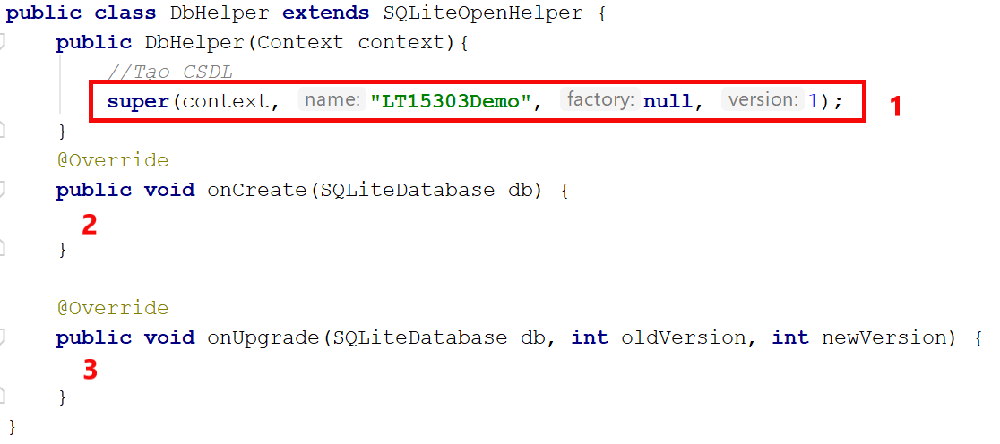 public class DbHelper extends SQLiteOpenHelper {
public DbHelper(Context context){
//Tạo CSDL
super(context, name: "LT15303Demo", factory: null, version: 1); 1
}
@Override
public void onCreate(SQLiteDatabase db) {
2
}
@Override
public void onUpgrade(SQLiteDatabase db, int oldVersion, int newVersion) {
3
}
}